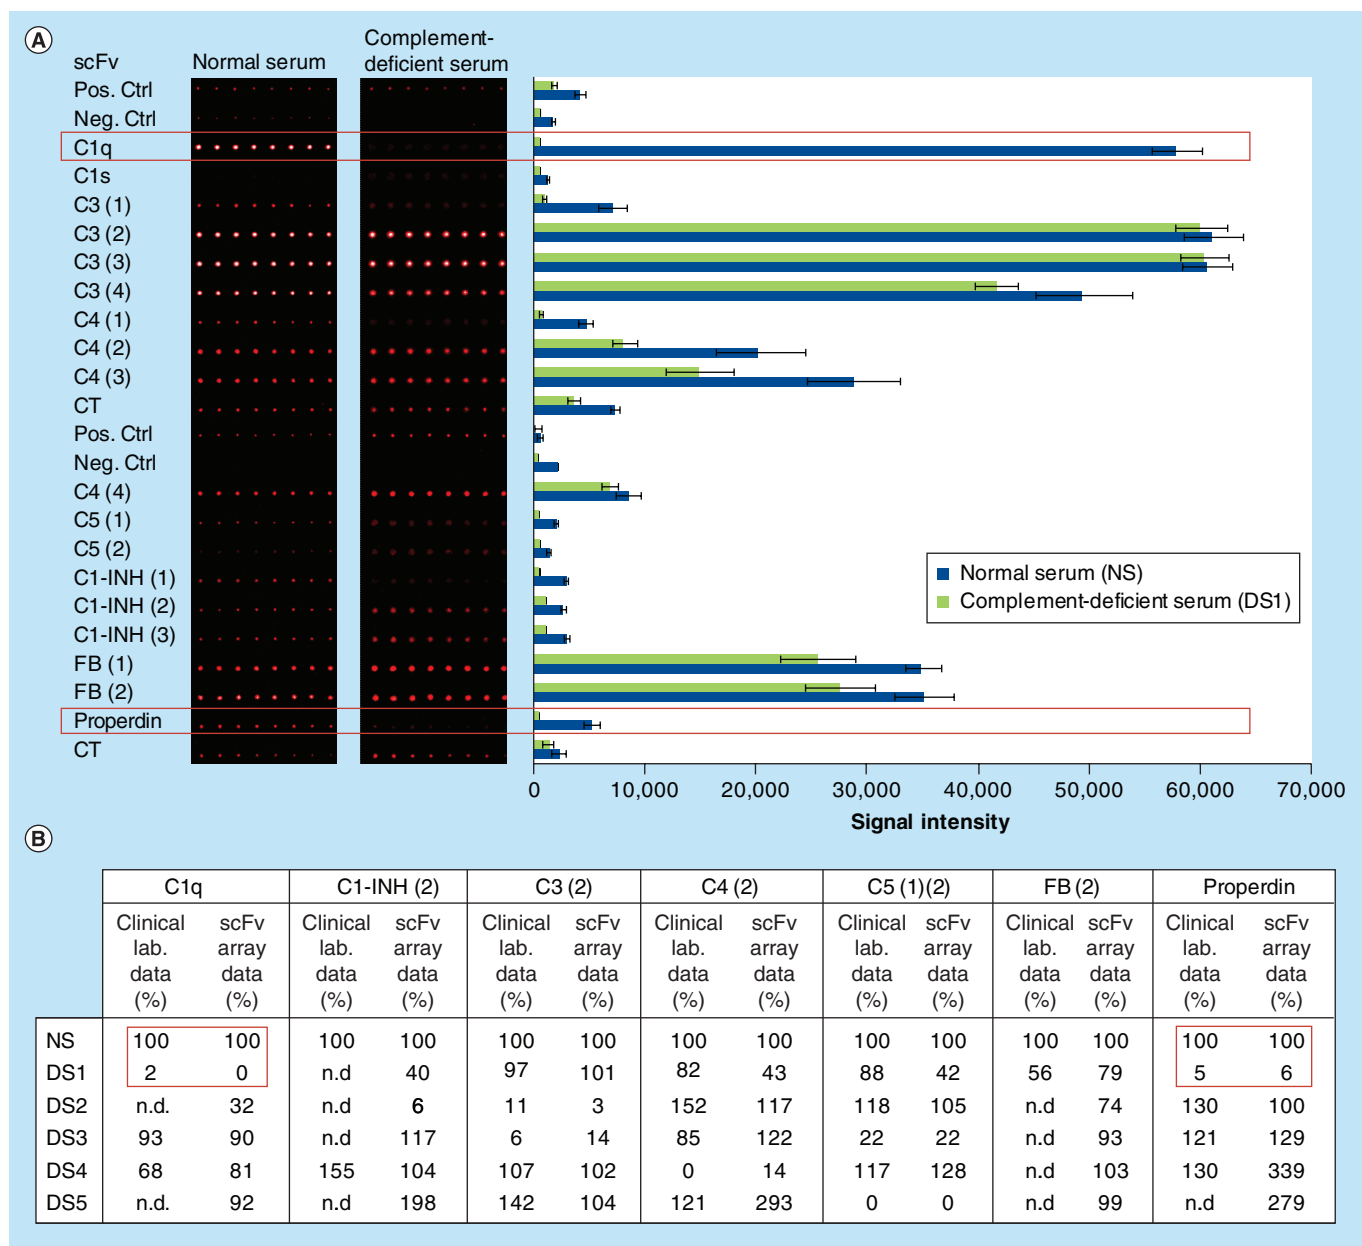 A
scFv Normal serum Complement-
deficient serum
Pos. Ctrl
Neg. Ctrl
C1q
C1s
C3 (1)
C3 (2)
C3 (3)
C3 (4)
C4 (1)
C4 (2)
C4 (3)
CT
Pos. Ctrl
Neg. Ctrl
C4 (4)
C5 (1)
C5 (2)
C1-INH (1)
C1-INH (2)
C1-INH (3)
FB (1)
FB (2)
Properdin
CT
Normal serum (NS)
Complement-deficient serum (DS1)
0 10,000 20,000 30,000 40,000 50,000 60,000 70,000
Signal intensity
B
C1q C1-INH (2) C3 (2) C4 (2) C5 (1)(2) FB (2) Properdin
Clinical scFv Clinical scFv Clinical scFv Clinical scFv Clinical scFv Clinical scFv Clinical scFv
lab. array lab. array lab. array lab. array lab. array lab. array lab. array
data data data data data data data data data data data data data data
(%) (%) (%) (%) (%) (%) (%) (%) (%) (%) (%) (%) (%) (%)
NS 100 100 100 100 100 100 100 100 100 100 100 100 100 100
DS1 2 0 n.d 40 97 101 82 43 88 42 56 79 5 6
DS2 n.d. 32 n.d 6 11 3 152 117 118 105 n.d 74 130 100
DS3 93 90 n.d 117 6 14 85 122 22 22 n.d 93 121 129
DS4 68 81 155 104 107 102 0 14 117 128 n.d 103 130 339
DS5 n.d. 92 n.d 198 142 104 121 293 0 0 n.d 99 n.d 279